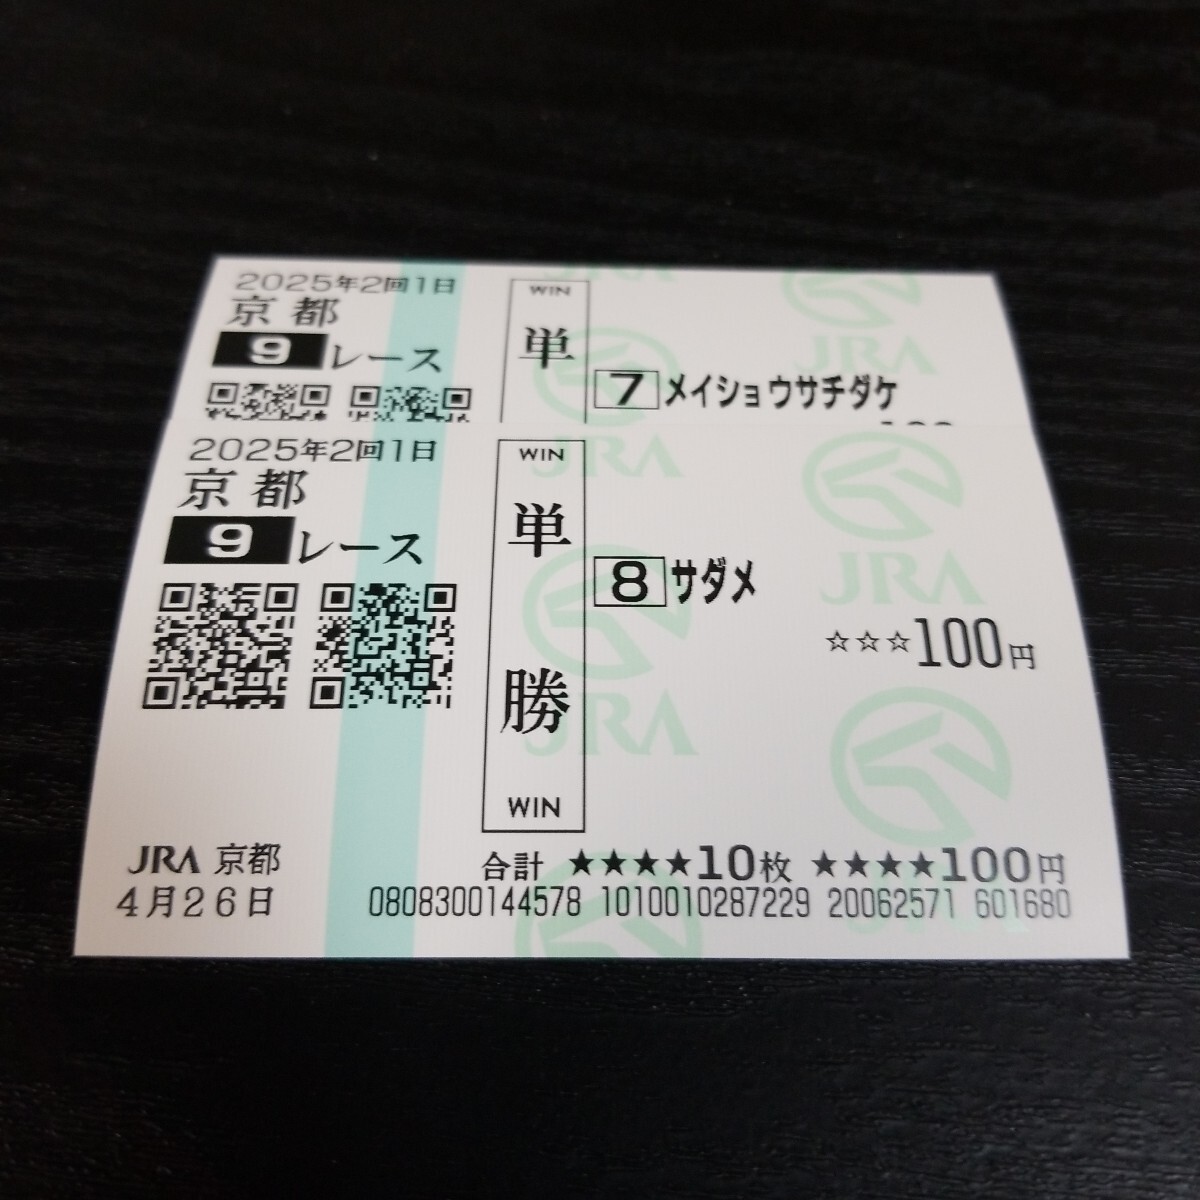 2025年2回1日
京都
9 レース
WIN
単
7 メイショウサチダケ
2025年2回1日
京都
9 レース
WIN
単勝
WIN
8 サダメ
☆☆☆100円
JRA 京都
4月26日
合計 ★★★★10枚 ★★★★100円
0808300144578 1010010287229 20062571 601680
JRA
JRA
JRA
JRA